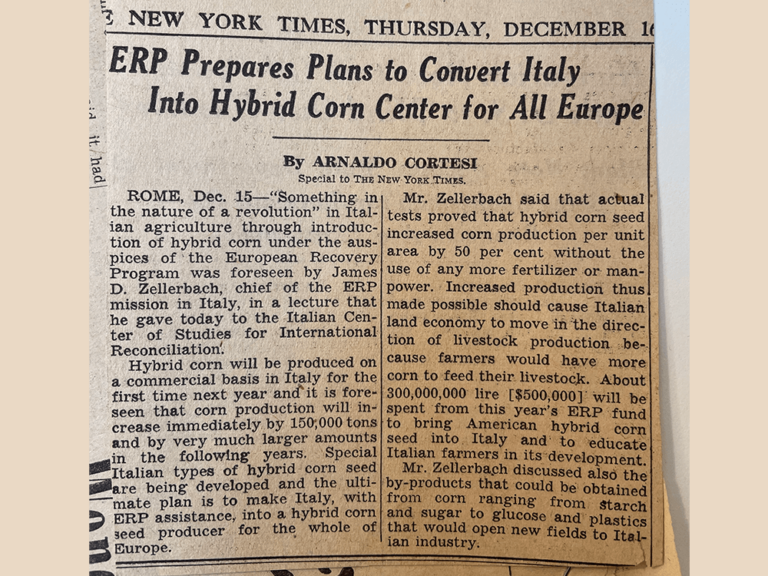 E NEW YORK TIMES, THURSDAY, DECEMBER 16
ERP Prepares Plans to Convert Italy
Into Hybrid Corn Center for All Europe
By ARNALDO CORTESI
Special to THE NEW YORK TIMES.
ROME, Dec. 15—"Something in
the nature of a revolution" in Ital-
ian agriculture through introduc-
tion of hybrid corn under the aus-
pices of the European Recovery
Program was foreseen by James
D. Zellerbach, chief of the ERP
mission in Italy, in a lecture that
he gave today to the Italian Cen-
ter of Studies for International
Reconciliation.
Hybrid corn will be produced on
a commercial basis in Italy for the
first time next year and it is fore-
seen that corn production will in-
crease immediately by 150,000 tons
and by very much larger amounts
in the following years. Special
Italian types of hybrid corn seed
are being developed and the ulti-
mate plan is to make Italy, with
ERP assistance, into a hybrid corn
seed producer for the whole of
Europe.
Mr. Zellerbach said that actual
tests proved that hybrid corn seed
increased corn production per unit
area by 50 per cent without the
use of any more fertilizer or man-
power. Increased production thus
made possible should cause Italian
land economy to move in the direc-
tion of livestock production be-
cause farmers would have more
corn to feed their livestock. About
300,000,000 lire [$500,000] will be
spent from this year's ERP fund
to bring American hybrid corn
seed into Italy and to educate
Italian farmers in its development.
Mr. Zellerbach discussed also the
by-products that could be obtained
from corn ranging from starch
and sugar to glucose and plastics
that would open new fields to Ital-
ian industry.
it had